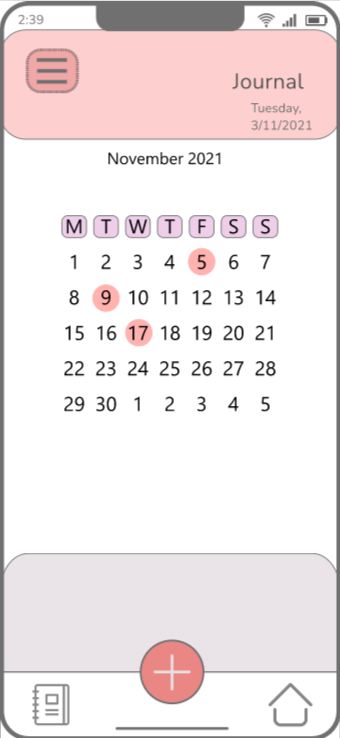 2:39
Journal
Tuesday,
3/11/2021
November 2021
M T W T F S S
1 2 3 4 5 6 7
8 9 10 11 12 13 14
15 16 17 18 19 20 21
22 23 24 25 26 27 28
29 30 1 2 3 4 5